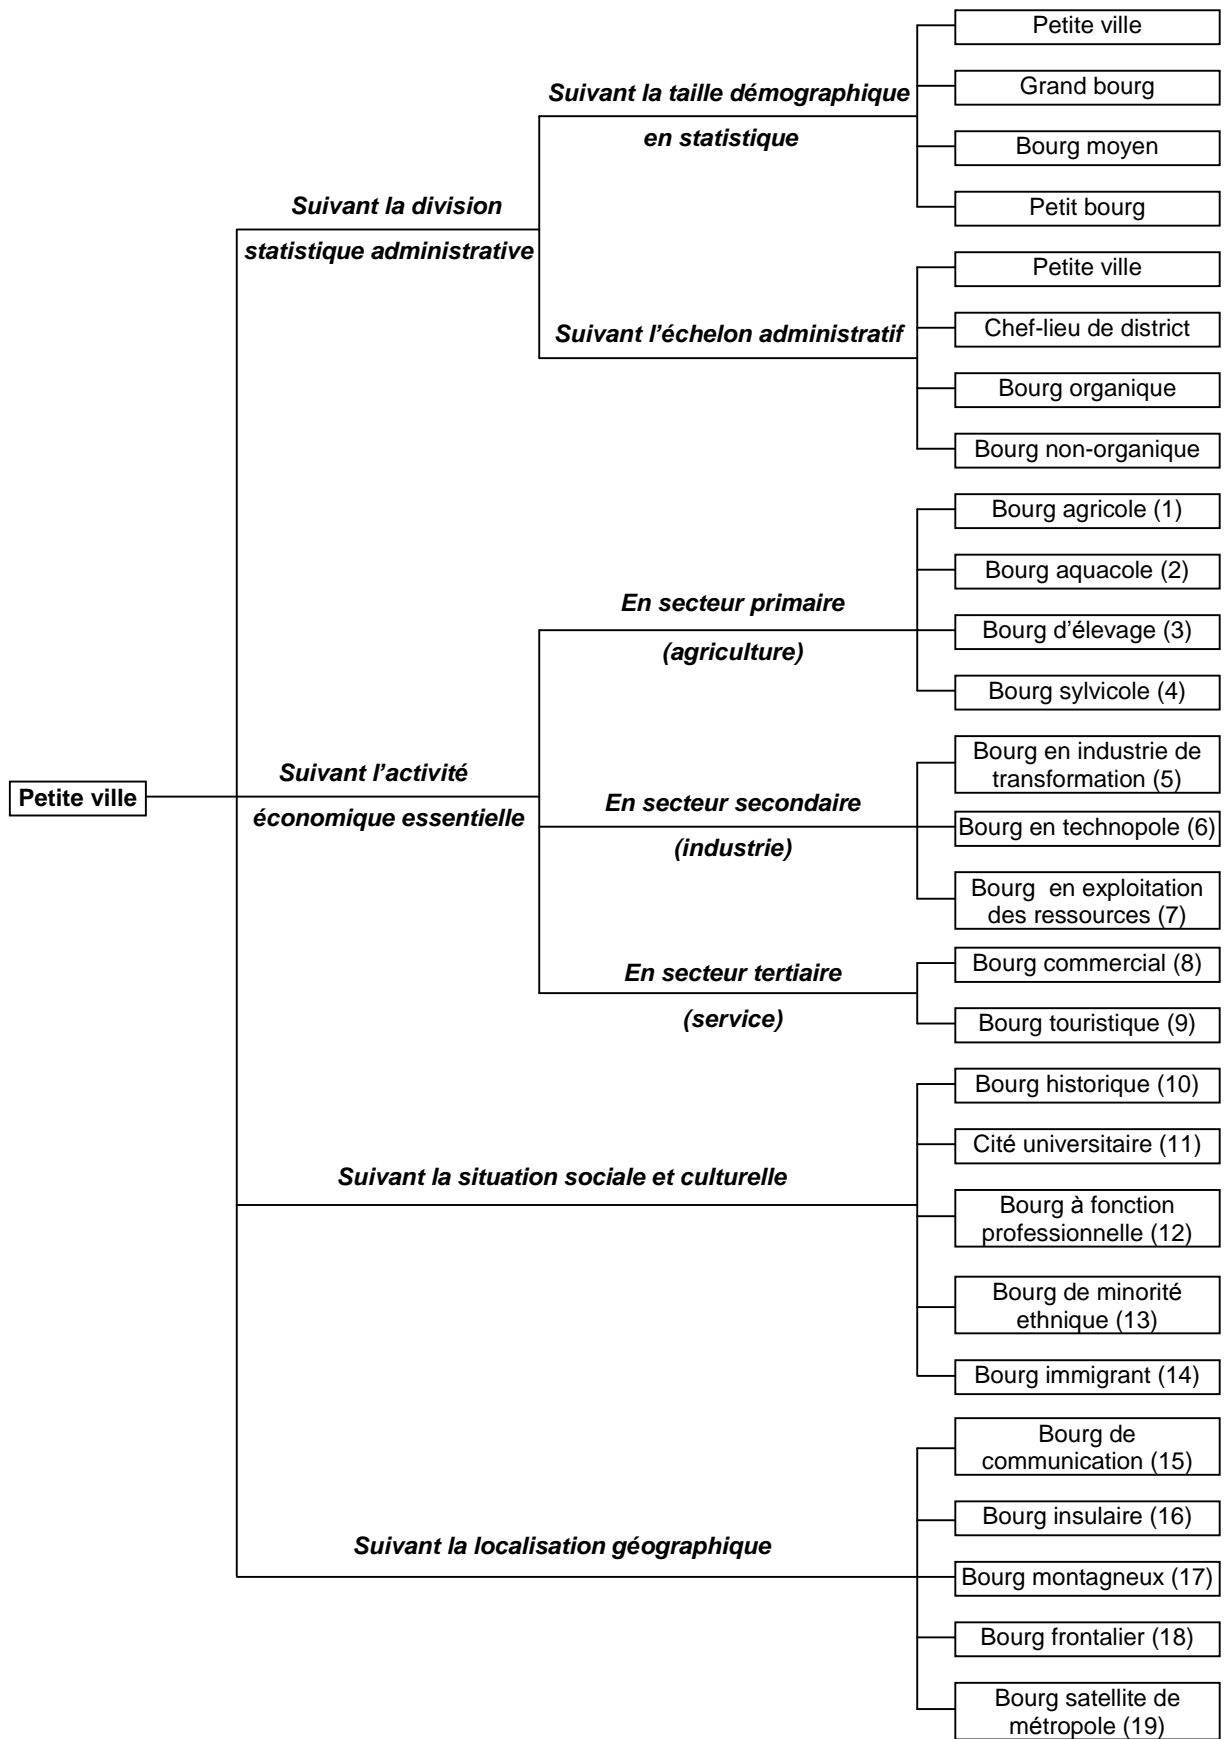 Petite ville
Suivant la division
statistique administrative
Suivant la taille démographique
en statistique
Petite ville
Grand bourg
Bourg moyen
Petit bourg
Suivant l'échelon administratif
Petite ville
Chef-lieu de district
Bourg organique
Bourg non-organique
Suivant l'activité
économique essentielle
En secteur primaire
(agriculture)
Bourg agricole (1)
Bourg aquacole (2)
Bourg d'élevage (3)
Bourg sylvicole (4)
En secteur secondaire
(industrie)
Bourg en industrie de
transformation (5)
Bourg en technopole (6)
Bourg en exploitation
des ressources (7)
En secteur tertiaire
(service)
Bourg commercial (8)
Bourg touristique (9)
Suivant la situation sociale et culturelle
Bourg historique (10)
Cité universitaire (11)
Bourg à fonction
professionnelle (12)
Bourg de minorité
ethnique (13)
Bourg immigrant (14)
Suivant la localisation géographique
Bourg de
communication (15)
Bourg insulaire (16)
Bourg montagneux (17)
Bourg frontalier (18)
Bourg satellite de
métropole (19)